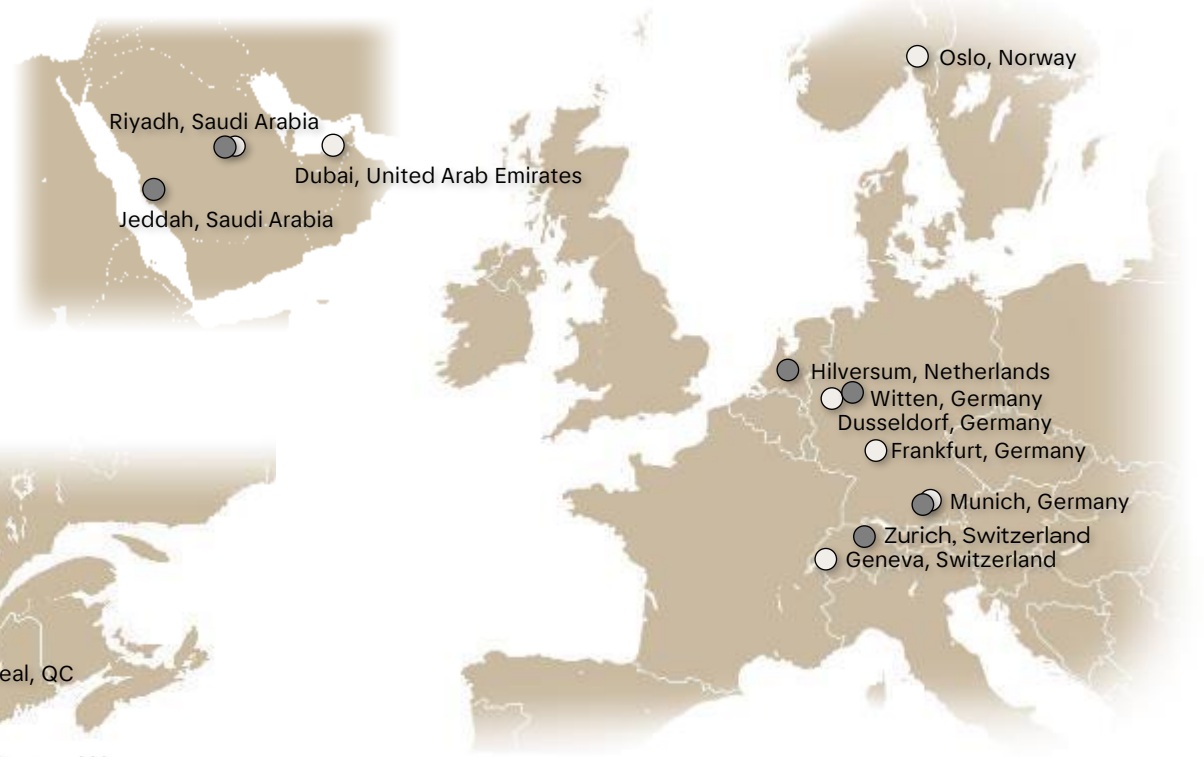 Oslo, Norway
Riyadh, Saudi Arabia
Dubai, United Arab Emirates
Jeddah, Saudi Arabia
Hilversum, Netherlands
Witten, Germany
Dusseldorf, Germany
Frankfurt, Germany
Munich, Germany
Zurich, Switzerland
Geneva, Switzerland
eal, QC